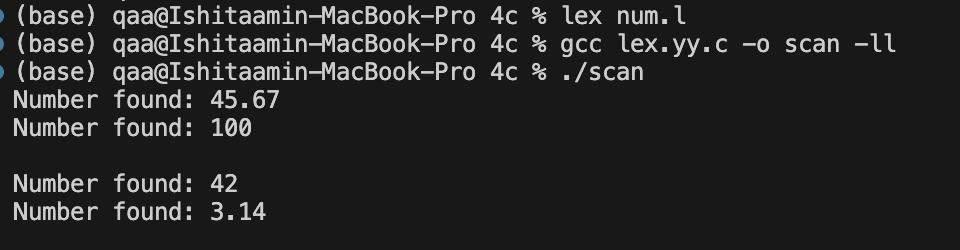 (base) qaa@Ishitaamin-MacBook-Pro 4c % lex num.l
(base) qaa@Ishitaamin-MacBook-Pro 4c % gcc lex.yy.c -o scan -ll
(base) qaa@Ishitaamin-MacBook-Pro 4c % ./scan
Number found: 45.67
Number found: 100
Number found: 42
Number found: 3.14